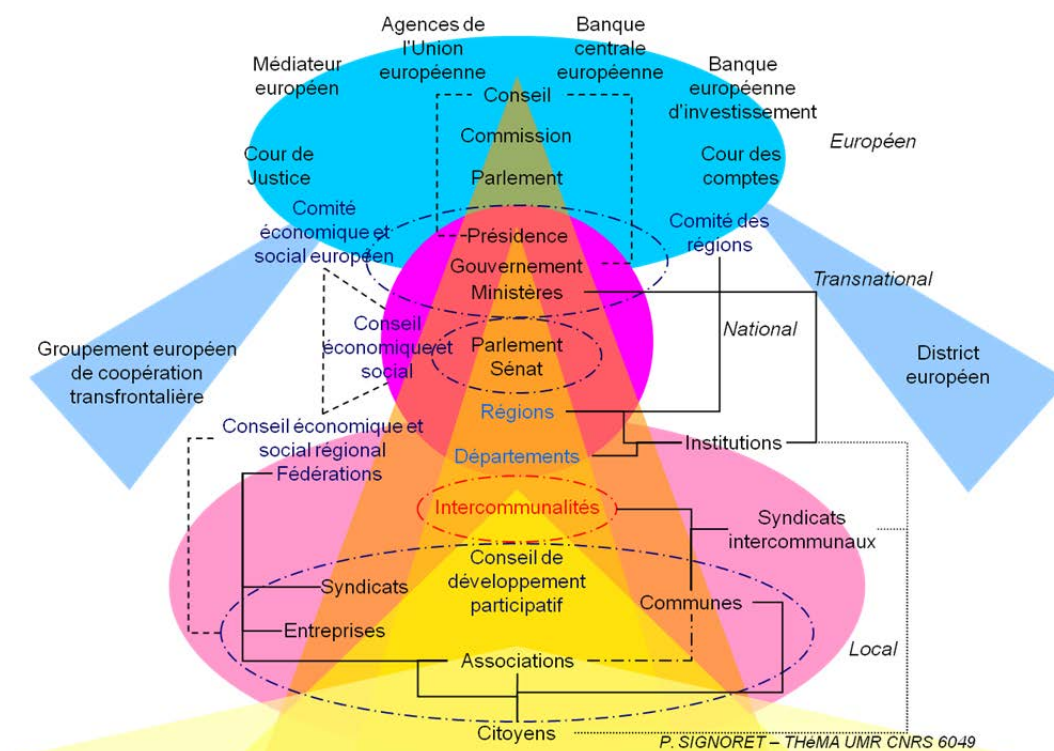 Agences de
l'Union
européenne
Banque
centrale
européenne
Médiateur
européen
Banque
européenne
d'investissement
Conseil
Commission
Européen
Cour de
Justice
Parlement
Cour des
comptes
Comité
économique et
social européen
Comité des
régions
Présidence
Gouvernement
Ministères
Transnational
National
Conseil
économique et
social
Parlement
Sénat
Groupement européen
de coopération
transfrontalière
District
européen
Régions
Conseil économique et
social régional
Institutions
Départements
Fédérations
Intercommunalités
Syndicats
intercommunaux
Conseil de
développement
participatif
Syndicats
Communes
Entreprises
Local
Associations
Citoyens
P. SIGNORET – THéMA UMR CNRS 6049